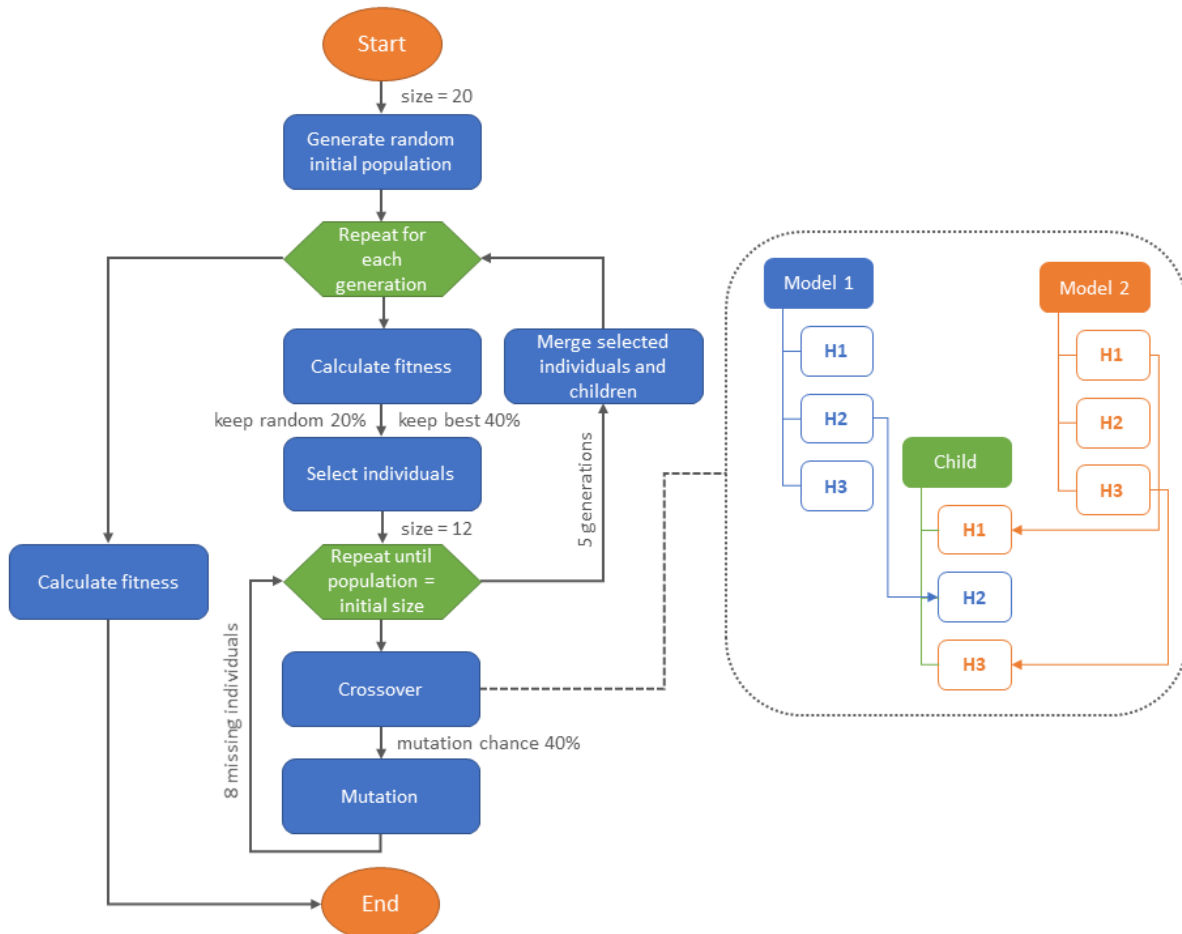 Start
size = 20
Generate random
initial population
Repeat for
each
generation
Calculate fitness
Merge selected
individuals and
children
keep random 20%
keep best 40%
Select individuals
5 generations
size = 12
Calculate fitness
Repeat until
population =
initial size
8 missing individuals
Crossover
mutation chance 40%
Mutation
End
Model 1
H1
H2
H3
Model 2
H1
H2
H3
Child
H1
H2
H3